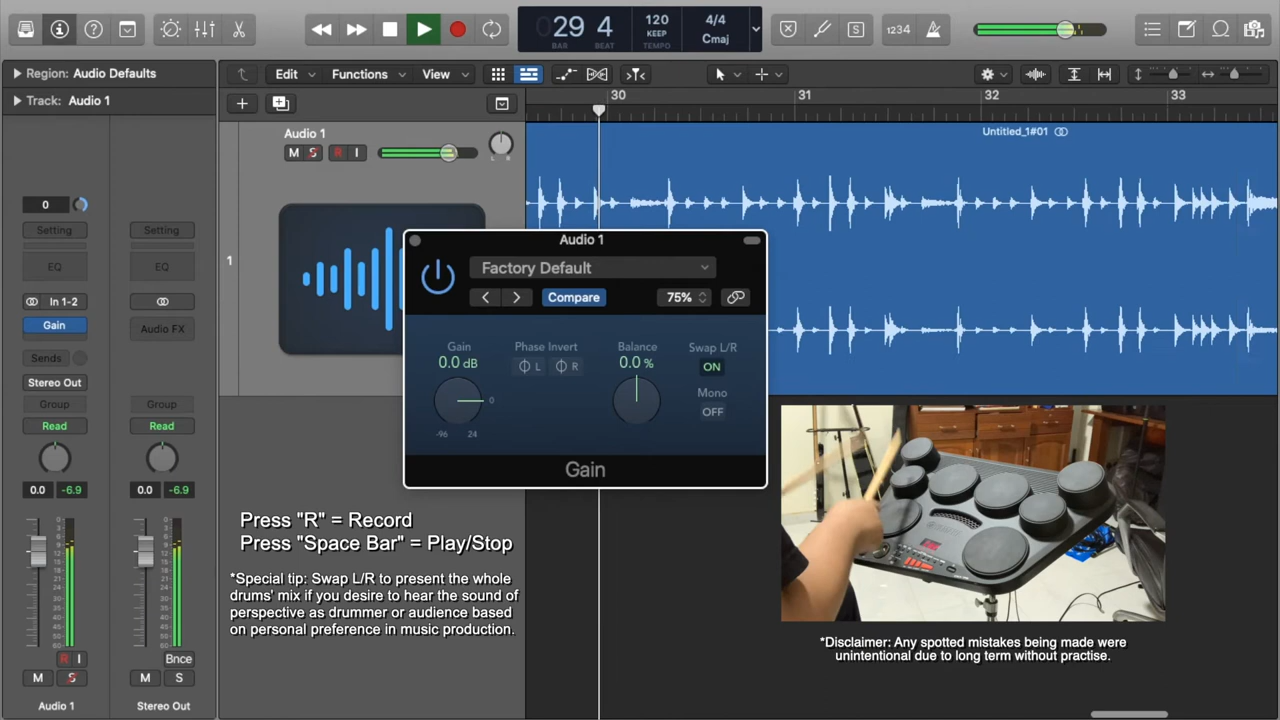 29 4
BAR BEAT
120
KEEP
TEMPO
4/4
Cmaj
1234
S
Region: Audio Defaults
Track: Audio 1
Edit
Functions
View
30 31 32 33
Audio 1
M S R I
L R
1
Untitled_1#01
0
Setting Setting
EQ EQ
In 1-2
Gain
Audio FX
Sends
Stereo Out
Group Group
Read Read
0.0 -6.9 0.0 -6.9
R I
Bnce
M S M S
Audio 1
Stereo Out
Audio 1
Factory Default
Compare
75%
Gain
0.0 dB
0
-96 24
Phase Invert
L R
Balance
0.0 %
Swap L/R
ON
Mono
OFF
Gain
Press "R" = Record
Press "Space Bar" = Play/Stop
*Special tip: Swap L/R to present the whole
drums' mix if you desire to hear the sound of
perspective as drummer or audience based
on personal preference in music production.
*Disclaimer: Any spotted mistakes being made were
unintentional due to long term without practise.